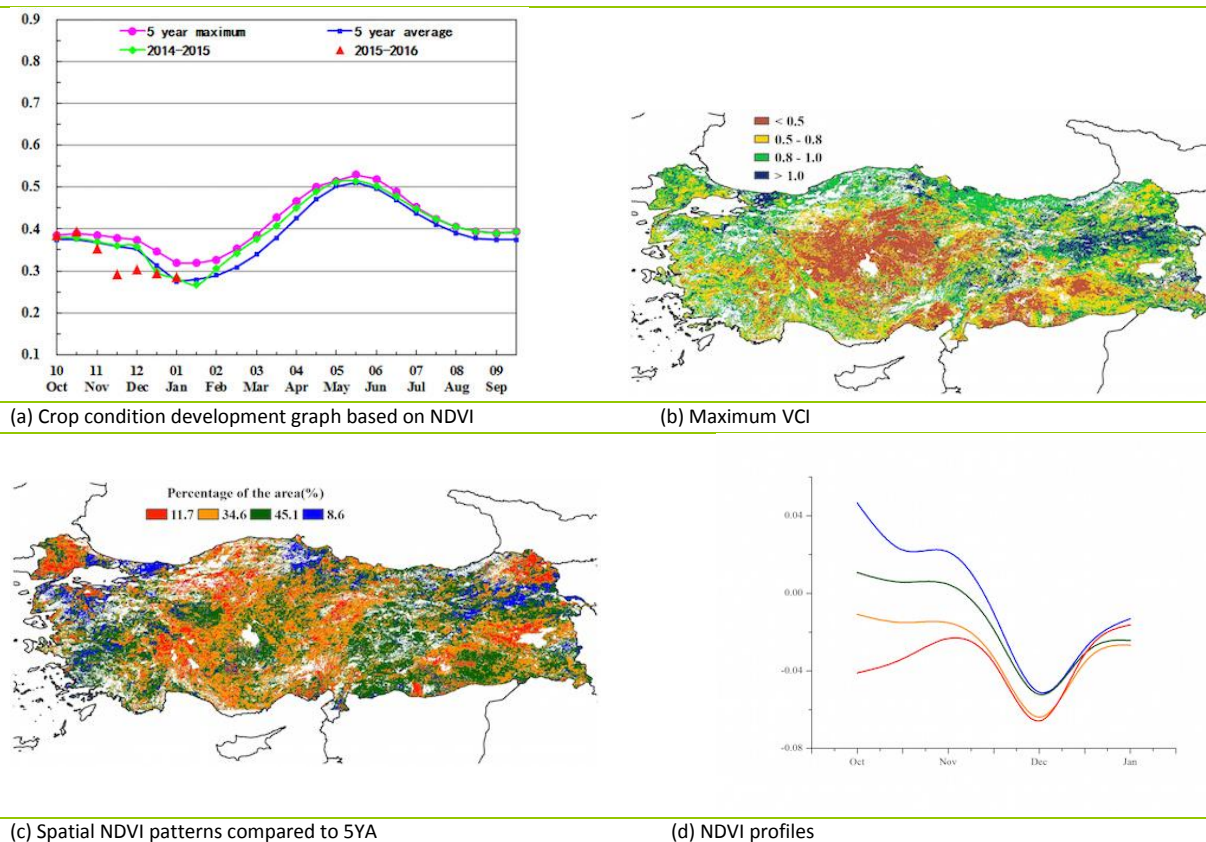 0.9
5 year maximum 5 year average
2014-2015 2015-2016
0.8
0.7
0.6
0.5
0.4
0.3
0.2
0.1
10 11 12 01 02 03 04 05 06 07 08 09
Oct Nov Dec Jan Feb Mar Apr May Jun Jul Aug Sep
< 0.5
0.5 - 0.8
0.8 - 1.0
> 1.0
(a) Crop condition development graph based on NDVI
(b) Maximum VCI
Percentage of the area(%)
11.7 34.6 45.1 8.6
0.04
0.00
-0.04
-0.08
Oct Nov Dec Jan
(c) Spatial NDVI patterns compared to 5YA
(d) NDVI profiles